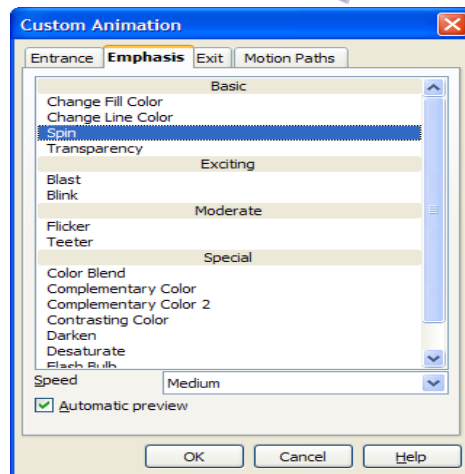 Custom Animation
Entrance Emphasis Exit Motion Paths
Basic
Change Fill Color
Change Line Color
Spin
Transparency
Exciting
Blast
Blink
Moderate
Flicker
Teeter
Special
Color Blend
Complementary Color
Complementary Color 2
Contrasting Color
Darken
Desaturate
Flash Bulb
Speed Medium
Automatic preview
OK Cancel Help